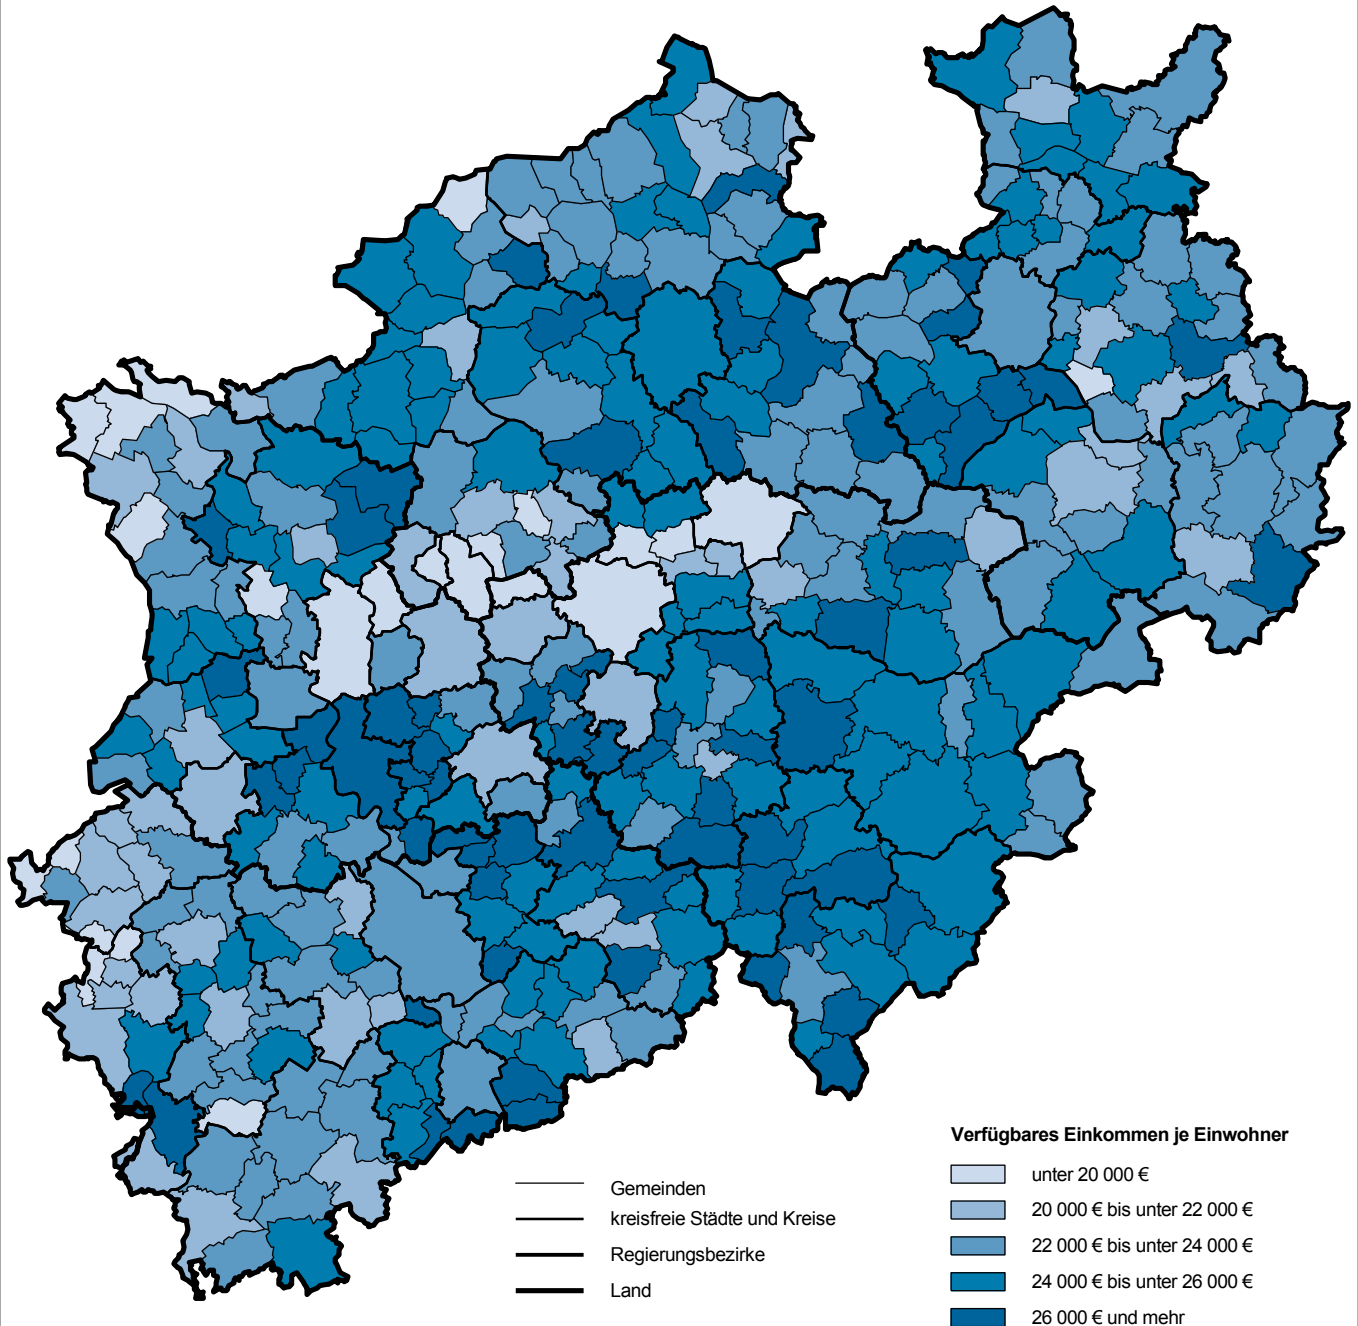 Verfügbares Einkommen je Einwohner
unter 20 000 €
20 000 € bis unter 22 000 €
22 000 € bis unter 24 000 €
24 000 € bis unter 26 000 €
26 000 € und mehr
Gemeinden
kreisfreie Städte und Kreise
Regierungsbezirke
Land